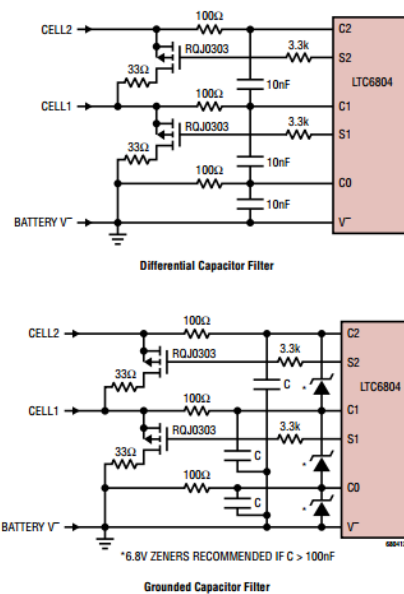 100Ω
CELL2
C2
RQJ0303
3.3k
S2
33Ω
LTC6804
10nF
100Ω
CELL1
C1
RQJ0303
3.3k
S1
33Ω
10nF
100Ω
C0
10nF
BATTERY V–
V–
Differential Capacitor Filter
100Ω
CELL2
C2
RQJ0303
3.3k
S2
33Ω
C
*
LTC6804
100Ω
CELL1
C1
RQJ0303
3.3k
S1
33Ω
C
*
100Ω
C0
C
*
BATTERY V–
V–
*6.8V ZENERS RECOMMENDED IF C > 100nF
Grounded Capacitor Filter